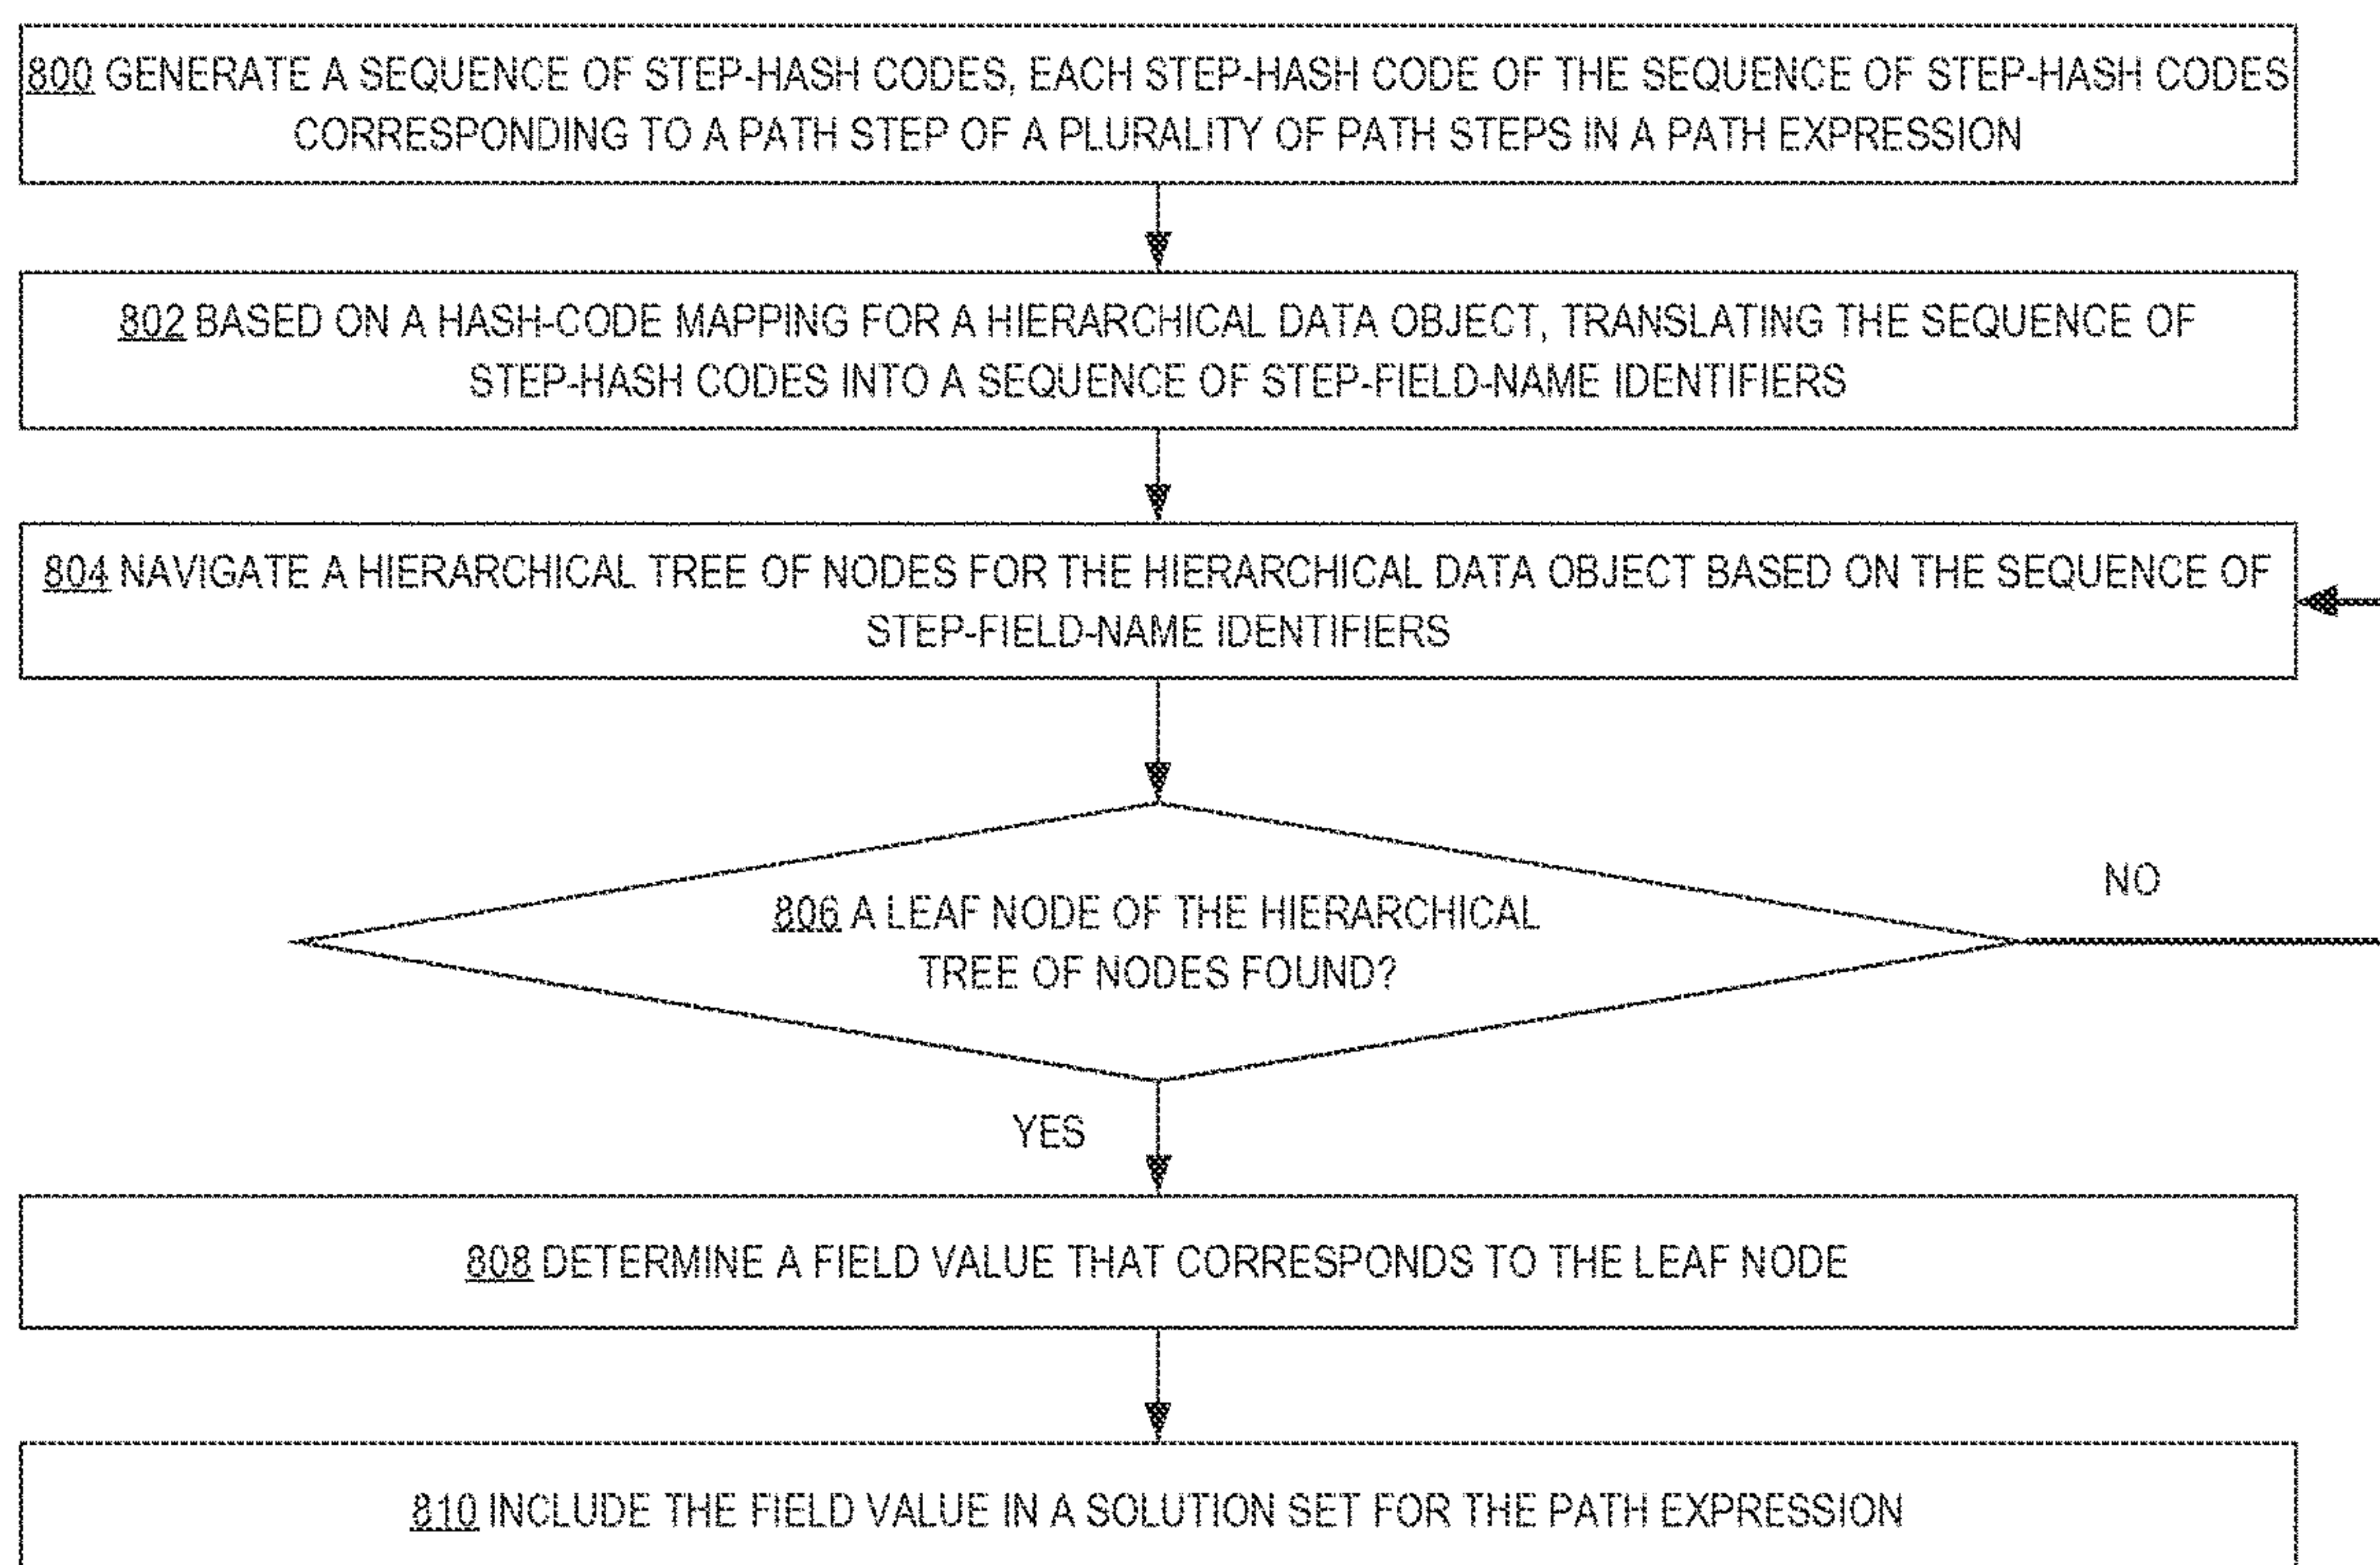 800 GENERATE A SEQUENCE OF STEP-HASH CODES, EACH STEP-HASH CODE OF THE SEQUENCE OF STEP-HASH CODES
CORRESPONDING TO A PATH STEP OF A PLURALITY OF PATH STEPS IN A PATH EXPRESSION
802 BASED ON A HASH-CODE MAPPING FOR A HIERARCHICAL DATA OBJECT, TRANSLATING THE SEQUENCE OF
STEP-HASH CODES INTO A SEQUENCE OF STEP-FIELD-NAME IDENTIFIERS
804 NAVIGATE A HIERARCHICAL TREE OF NODES FOR THE HIERARCHICAL DATA OBJECT BASED ON THE SEQUENCE OF
STEP-FIELD-NAME IDENTIFIERS
NO
806 A LEAF NODE OF THE HIERARCHICAL
TREE OF NODES FOUND?
YES
808 DETERMINE A FIELD VALUE THAT CORRESPONDS TO THE LEAF NODE
810 INCLUDE THE FIELD VALUE IN A SOLUTION SET FOR THE PATH EXPRESSION